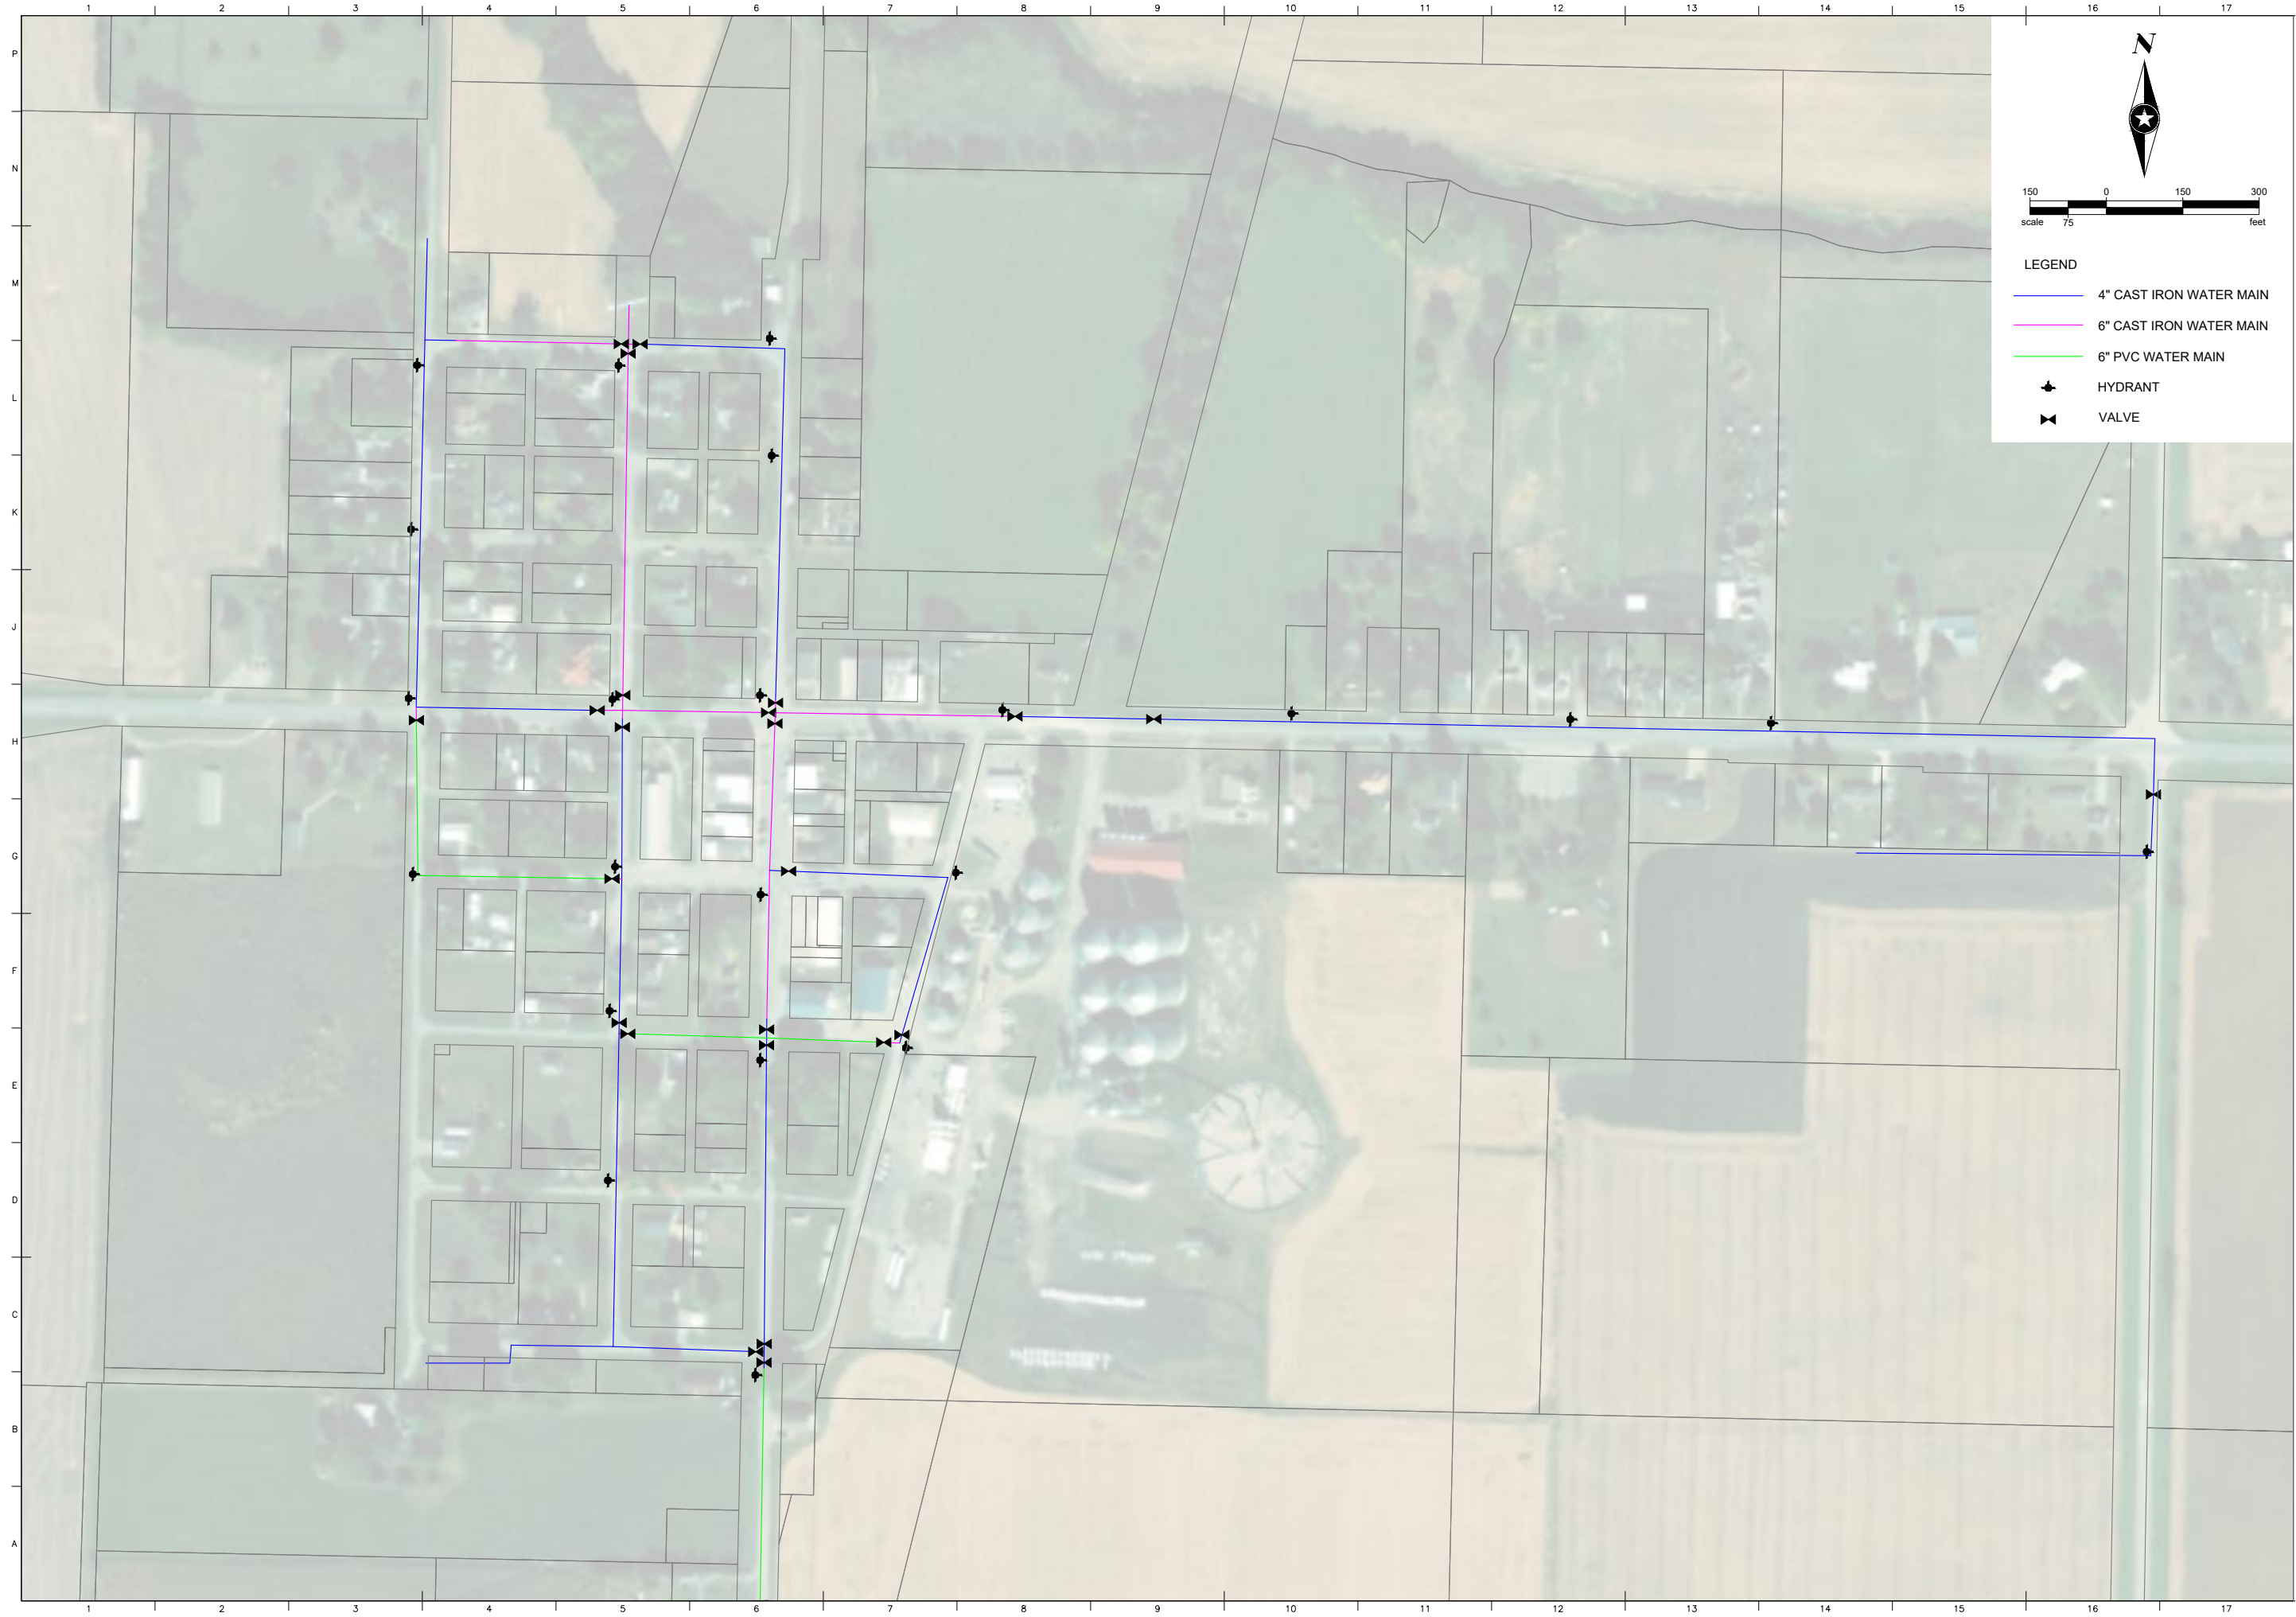 1 2 3 4 5 6 7 8 9 10 11 12 13 14 15 16 17
P
N
M
L
K
J
H
G
F
E
D
C
B
A
N
150 0 150 300
scale 75 feet
LEGEND
4" CAST IRON WATER MAIN
6" CAST IRON WATER MAIN
6" PVC WATER MAIN
HYDRANT
VALVE
1 2 3 4 5 6 7 8 9 10 11 12 13 14 15 16 17